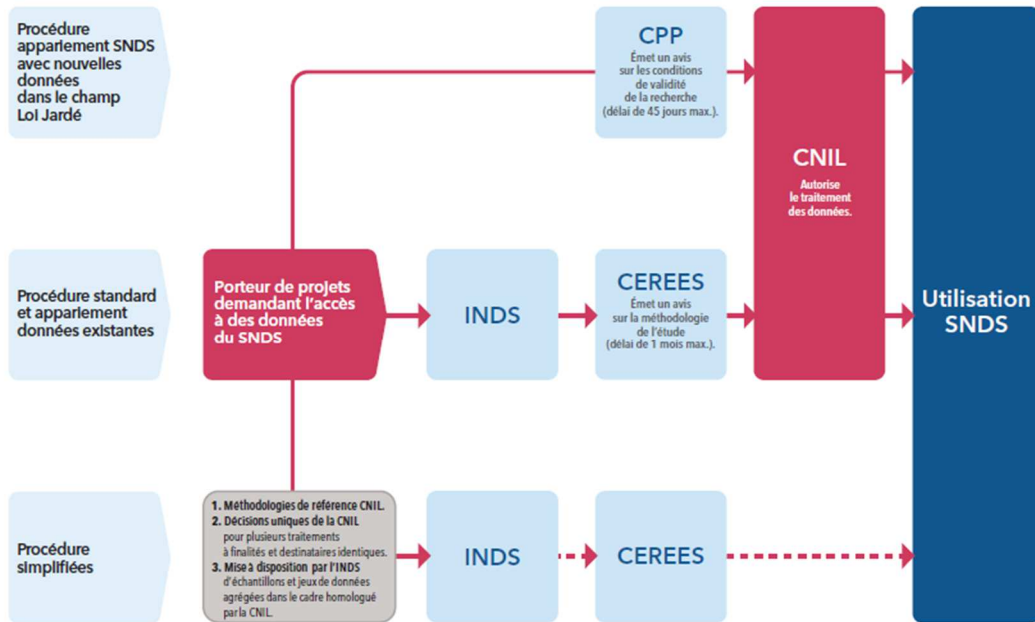 Procédure
appariement SNDS
avec nouvelles
données
dans le champ
Loi Jardé
CPP
Émet un avis
sur les conditions
de validité
de la recherche
(délai de 45 jours max.).
CNIL
Autorise
le traitement
des données.
Procédure standard
et appariement
données existantes
Porteur de projets
demandant l'accès
à des données
du SNDS
INDS
CEREES
Émet un avis
sur la méthodologie
de l'étude
(délai de 1 mois max.).
Utilisation
SNDS
Procédure
simplifiées
1. Méthodologies de référence CNIL.
2. Décisions uniques de la CNIL
pour plusieurs traitements
à finalités et destinataires identiques.
3. Mise à disposition par l'INDS
d'échantillons et jeux de données
agrégées dans le cadre homologué
par la CNIL.
INDS
CEREES